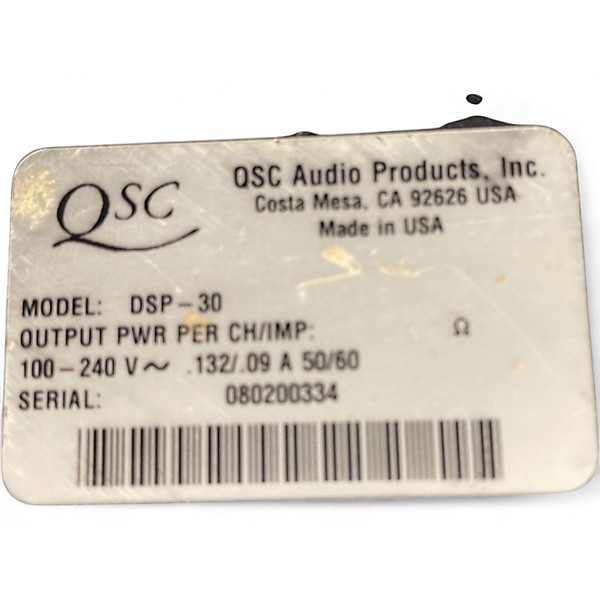 QSC
QSC Audio Products, Inc.
Costa Mesa, CA 92626 USA
Made in USA
MODEL: DSP-30
OUTPUT PWR PER CH/IMP: Ω
100-240 V~ .132/.09 A 50/60
SERIAL: 080200334